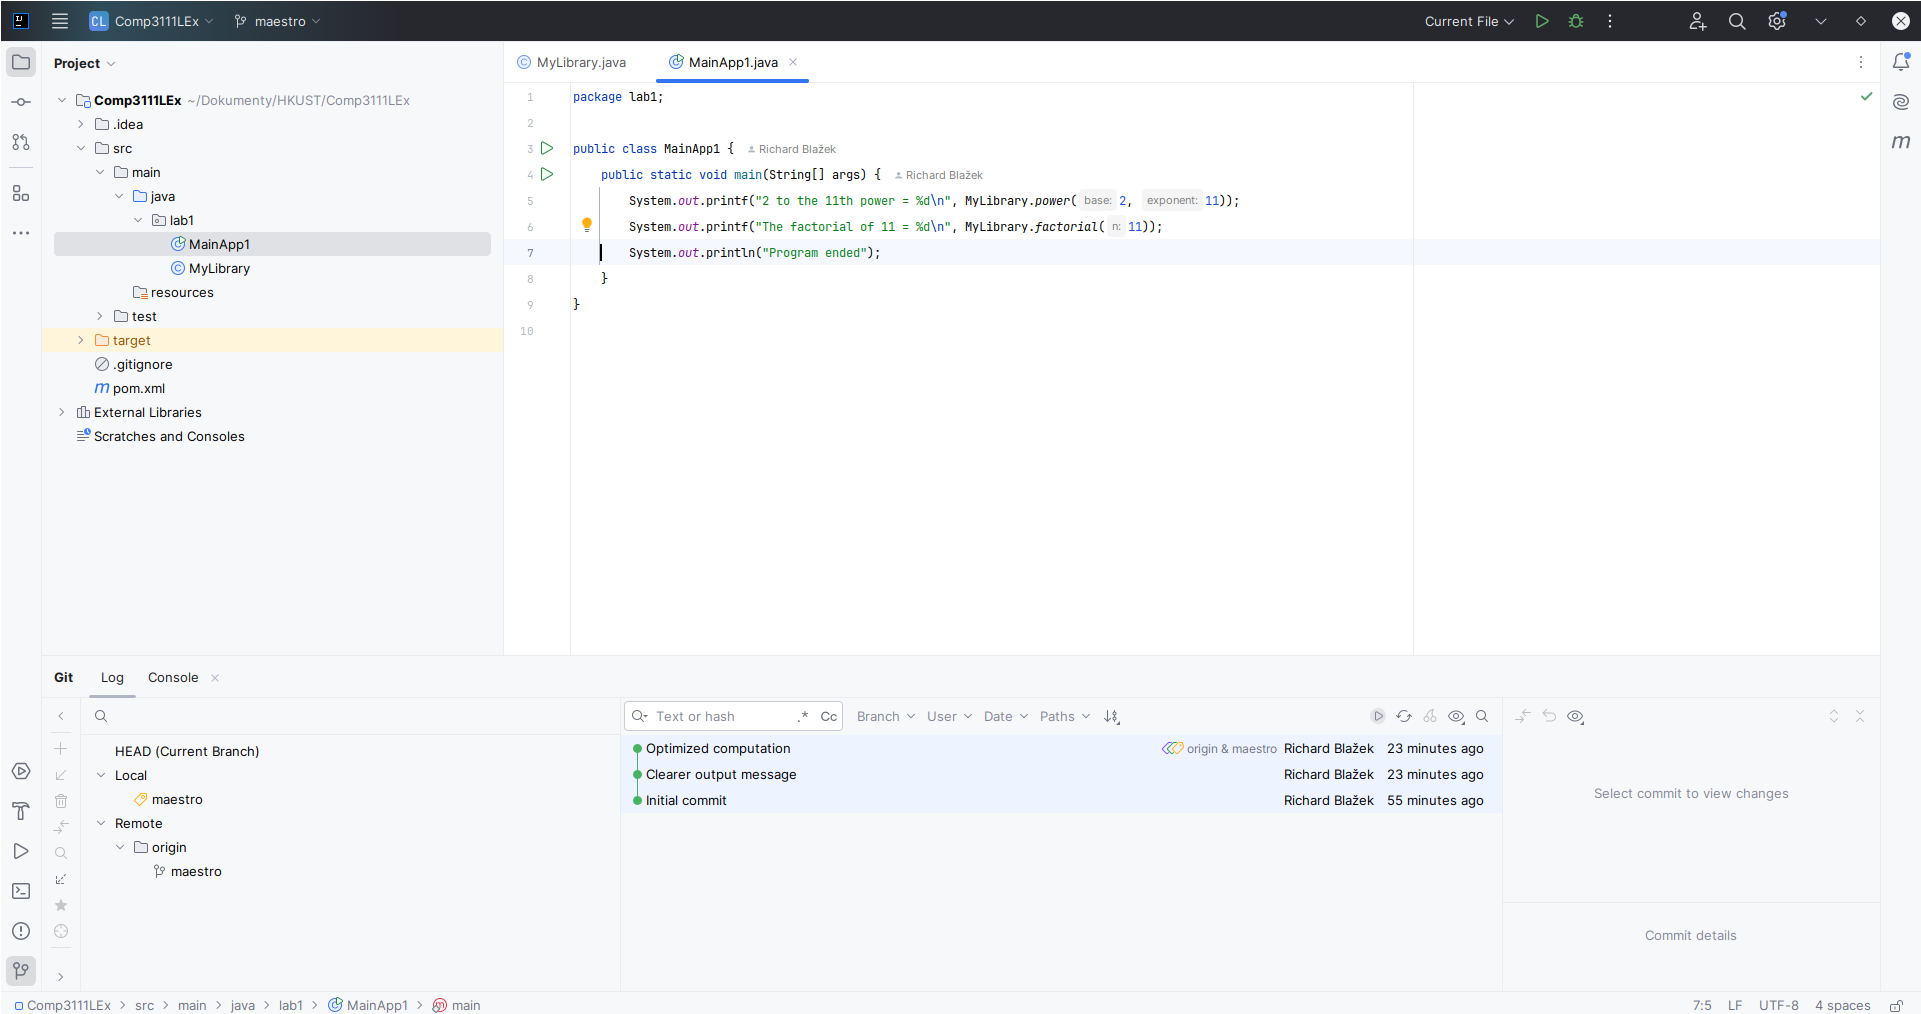 CL Comp3111LEx maestro Current File
Project
Comp3111LEx ~/Dokumenty/HKUST/Comp3111LEx
.idea
src
main
java
lab1
MainApp1
MyLibrary
resources
test
target
.gitignore
m pom.xml
External Libraries
Scratches and Consoles
MyLibrary.java MainApp1.java
1 package lab1;
2
3 public class MainApp1 { Richard Blažek
4 public static void main(String[] args) { Richard Blažek
5 System.out.printf("2 to the 11th power = %d\n", MyLibrary.power( base: 2, exponent: 11));
6 System.out.printf("The factorial of 11 = %d\n", MyLibrary.factorial( n: 11));
7 System.out.println("Program ended");
8 }
9 }
10
m
Git Log Console
Text or hash .* Cc Branch User Date Paths
HEAD (Current Branch)
Local
maestro
Remote
origin
maestro
Optimized computation origin & maestro Richard Blažek 23 minutes ago
Clearer output message Richard Blažek 23 minutes ago
Initial commit Richard Blažek 55 minutes ago
Select commit to view changes
Commit details
Comp3111LEx > src > main > java > lab1 > MainApp1 > main 7:5 LF UTF-8 4 spaces